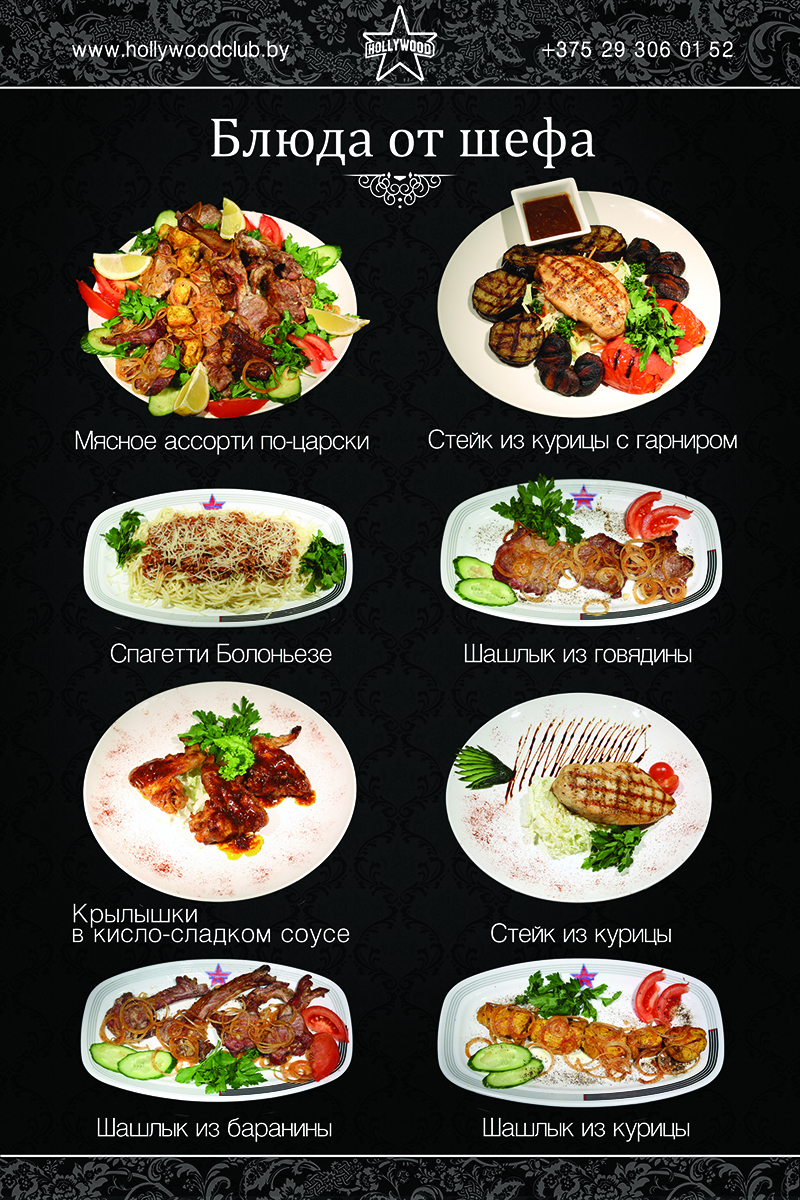 www.hollywoodclub.by
HOLLYWOOD
+375 29 306 01 52
Блюда от шефа
Мясное ассорти по-царски
Стейк из курицы с гарниром
Спагетти Болоньезе
Шашлык из говядины
Крылышки
в кисло-сладком соусе
Стейк из курицы
Шашлык из баранины
Шашлык из курицы